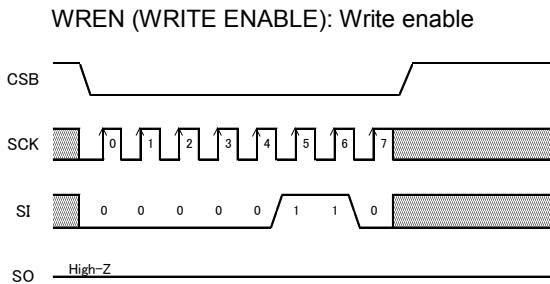 WREN (WRITE ENABLE): Write enable
CSB
SCK 0 1 2 3 4 5 6 7
SI 0 0 0 0 0 1 1 0
SO High-Z